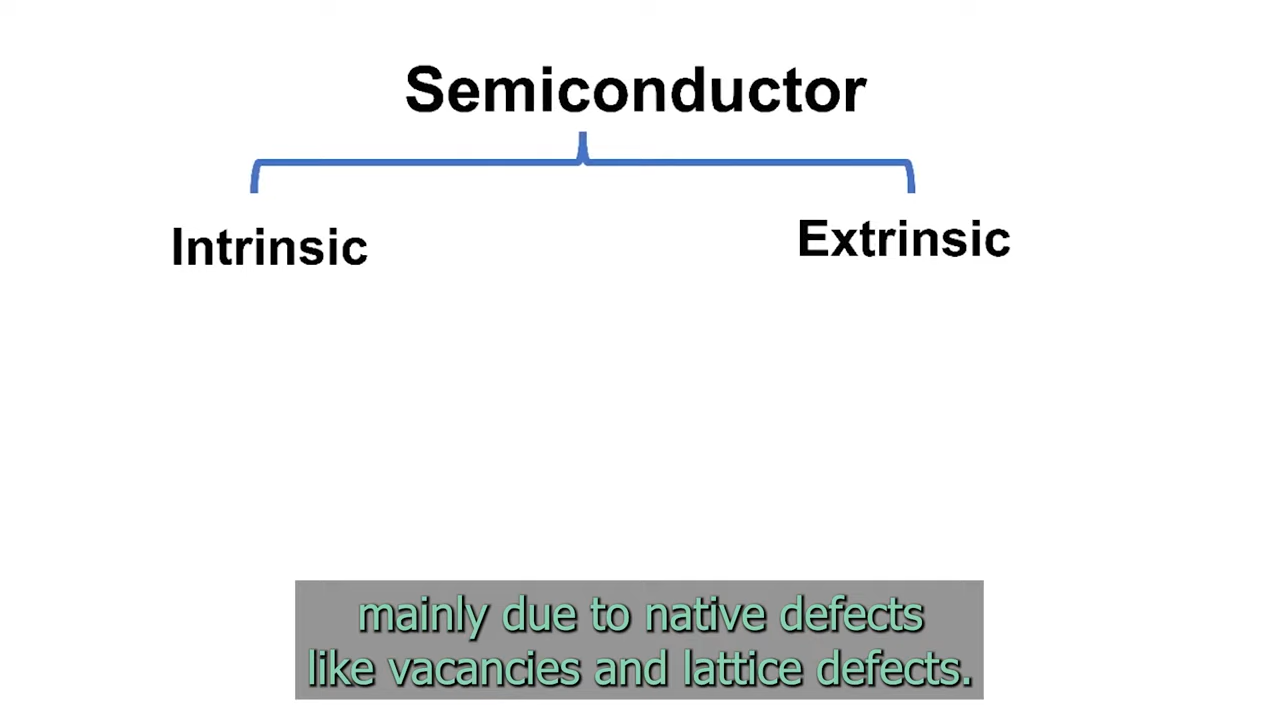 Semiconductor
Intrinsic
Extrinsic
mainly due to native defects
like vacancies and lattice defects.